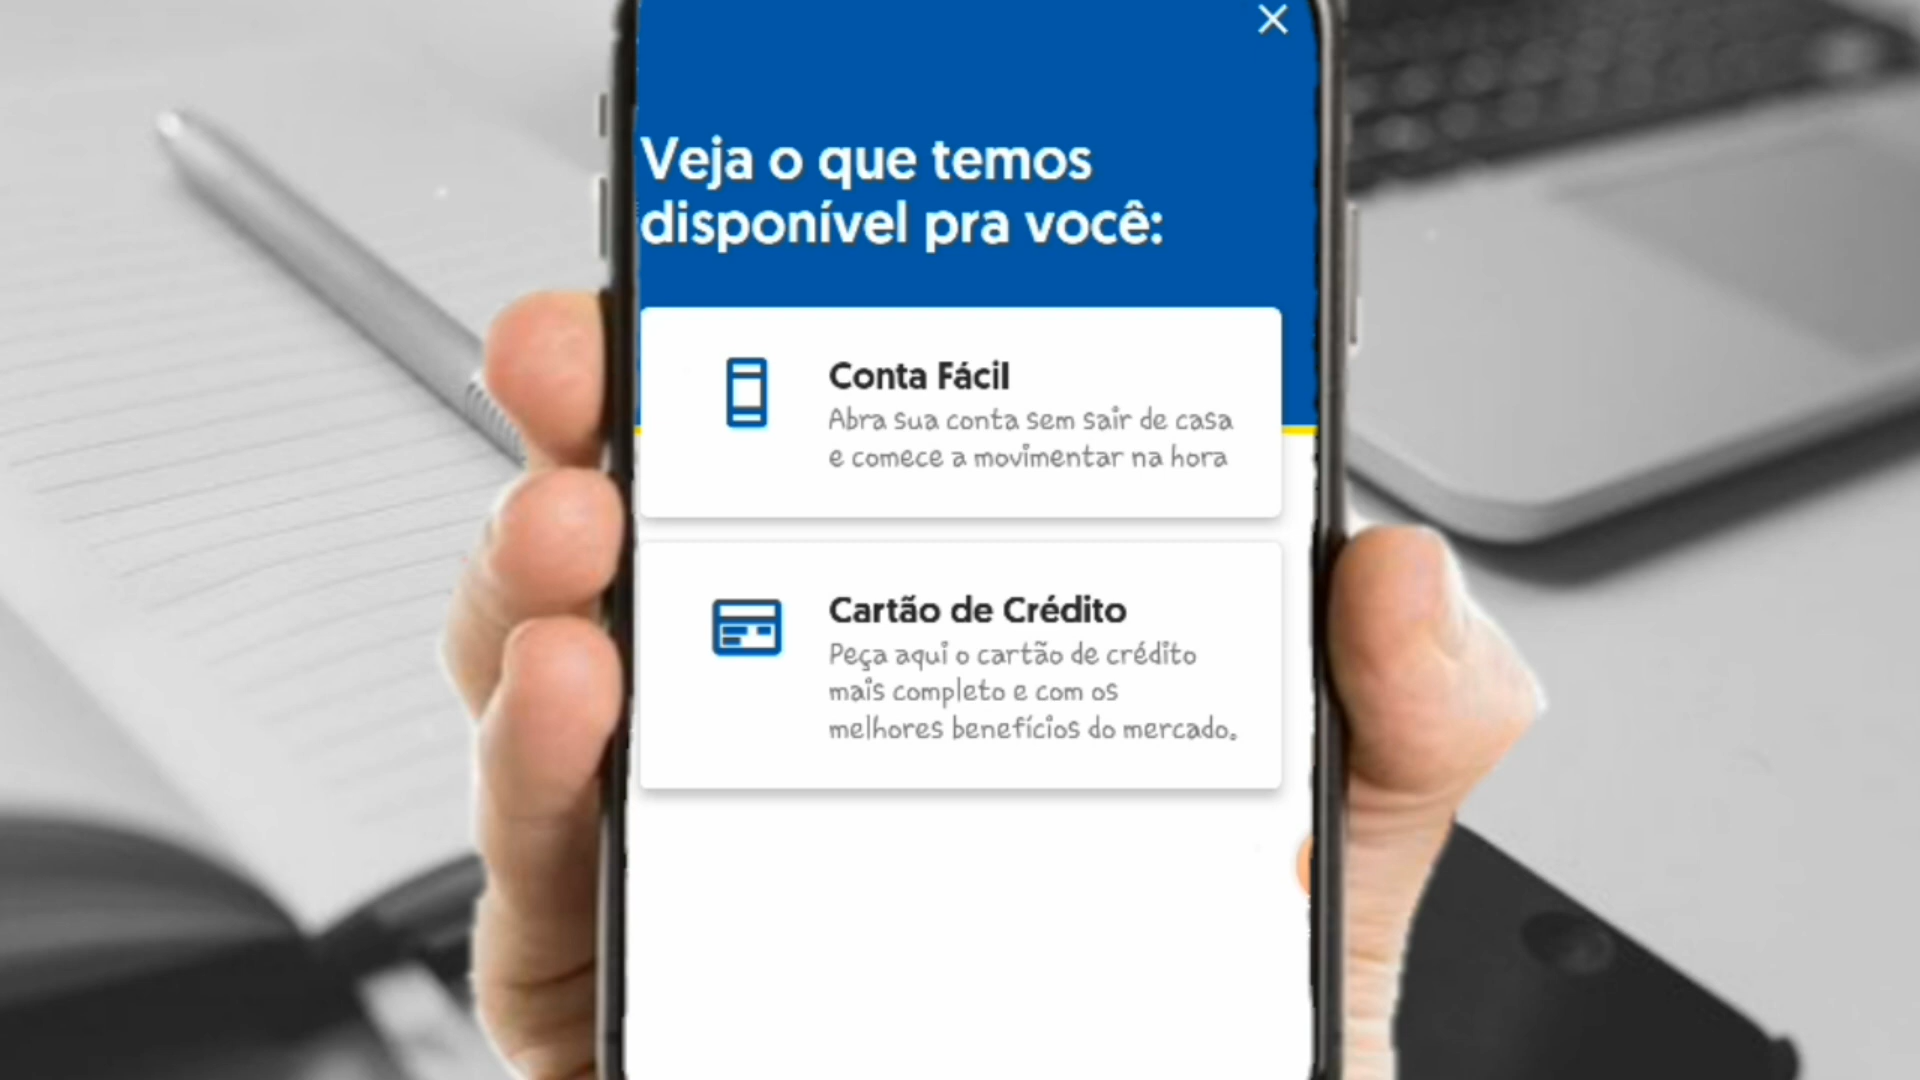 Veja o que temos
disponível pra você:
Conta Fácil
Abra sua conta sem sair de casa
e comece a movimentar na hora
Cartão de Crédito
Peça aqui o cartão de crédito
mais completo e com os
melhores benefícios do mercado.